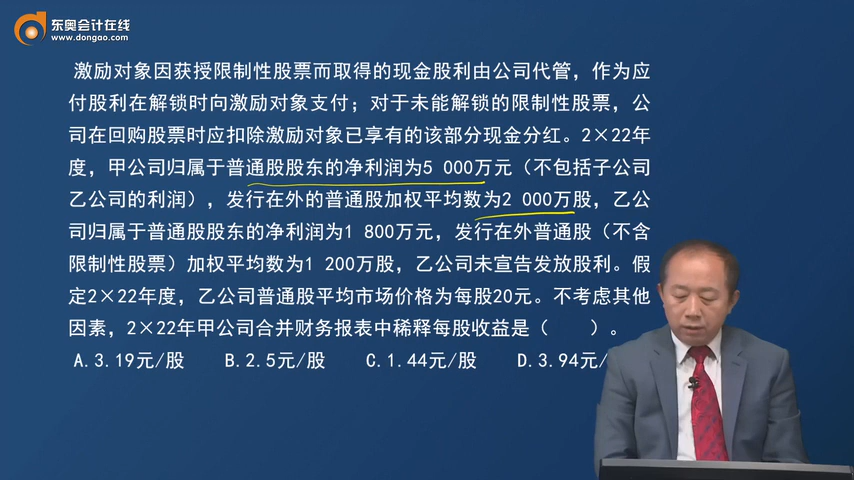 东奥会计在线
www.dongao.com
激励对象因获授限制性股票而取得的现金股利由公司代管，作为应
付股利在解锁时向激励对象支付；对于未能解锁的限制性股票，公
司在回购股票时应扣除激励对象已享有的该部分现金分红。2×22年
度，甲公司归属于普通股股东的净利润为5 000万元（不包括子公司
乙公司的利润），发行在外的普通股加权平均数为2 000万股，乙公
司归属于普通股股东的净利润为1 800万元，发行在外普通股（不含
限制性股票）加权平均数为1 200万股，乙公司未宣告发放股利。假
定2×22年度，乙公司普通股平均市场价格为每股20元。不考虑其他
因素，2×22年甲公司合并财务报表中稀释每股收益是（　　）。
A.3.19元/股 B.2.5元/股 C.1.44元/股 D.3.94元/